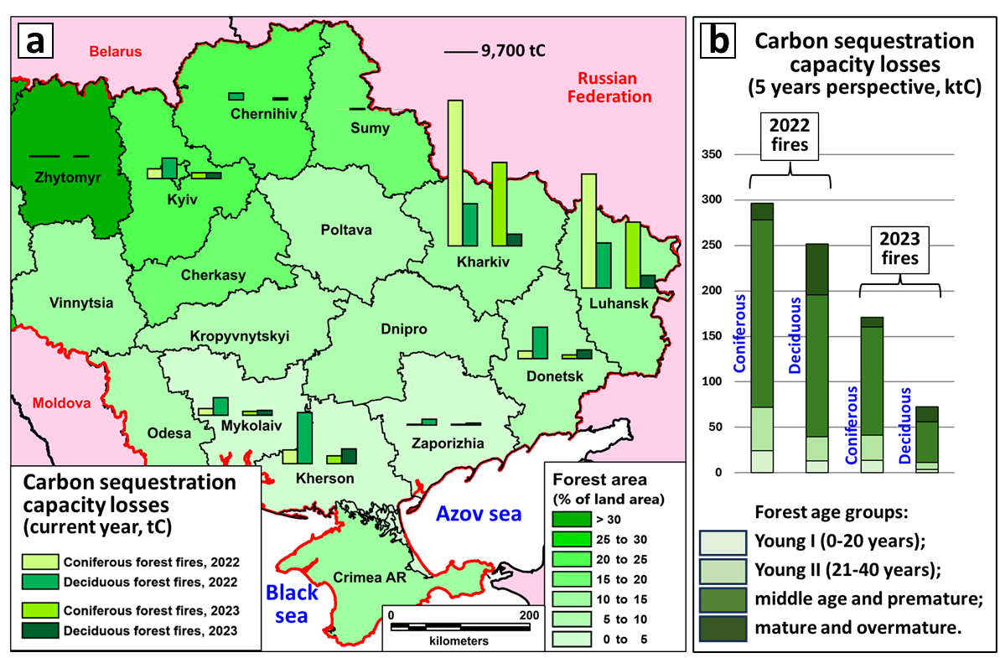 a
Belarus
9,700 tC
Russian
Federation
Chernihiv
Sumy
Zhytomyr
Kyiv
Poltava
Kharkiv
Cherkasy
Vinnytsia
Luhansk
Kropyvnytskyi
Dnipro
Donetsk
Moldova
Odesa
Mykolaiv
Zaporizhia
Kherson
Azov sea
Crimea AR
Black
sea
Carbon sequestration
capacity losses
(current year, tC)
Coniferous forest fires, 2022
Deciduous forest fires, 2022
Coniferous forest fires, 2023
Deciduous forest fires, 2023
0 200
kilometers
Forest area
(% of land area)
> 30
25 to 30
20 to 25
15 to 20
10 to 15
5 to 10
0 to 5
b
Carbon sequestration
capacity losses
(5 years perspective, ktC)
2022
fires
2023
fires
350
300
250
200
150
100
50
0
Coniferous
Deciduous
Coniferous
Deciduous
Forest age groups:
Young I (0-20 years);
Young II (21-40 years);
middle age and premature;
mature and overmature.